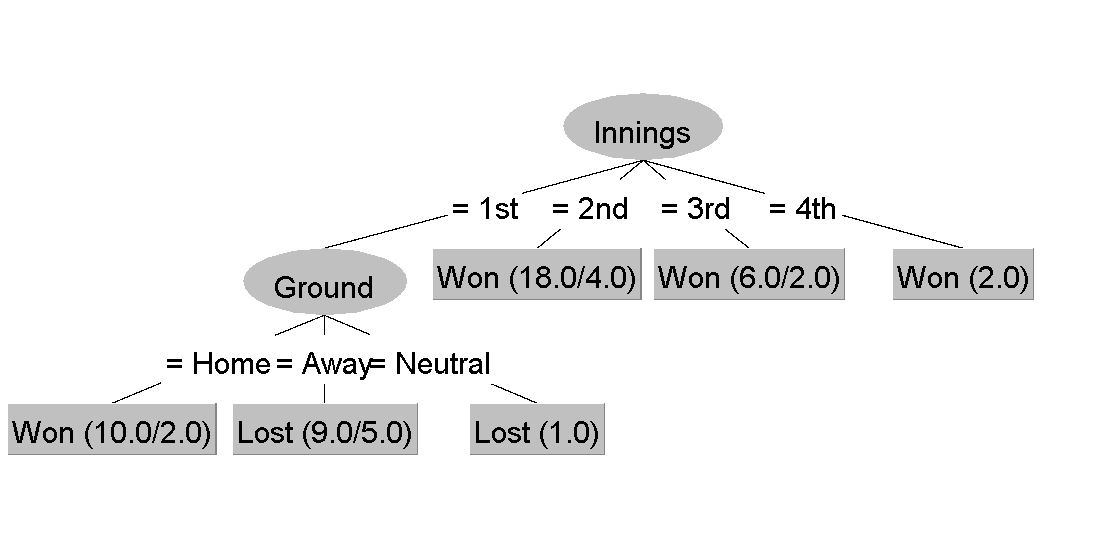 Innings
= 1st = 2nd = 3rd = 4th
Ground Won (18.0/4.0) Won (6.0/2.0) Won (2.0)
= Home = Away = Neutral
Won (10.0/2.0) Lost (9.0/5.0) Lost (1.0)